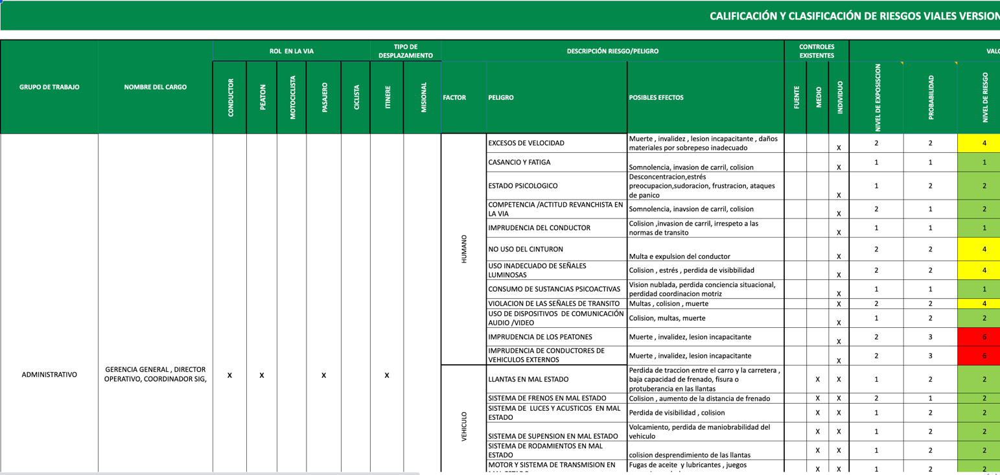 CALIFICACIÓN Y CLASIFICACIÓN DE RIESGOS VIALES VERSION
GRUPO DE TRABAJO
NOMBRE DEL CARGO
ROL EN LA VIA
TIPO DE
DESPLAZAMIENTO
DESCRIPCIÓN RIESGO/PELIGRO
CONTROLES
EXISTENTES
VALO
CONDUCTOR
PEATON
MOTOCICLISTA
PASAJERO
CICLISTA
ITINERE
MISIONAL
FACTOR
PELIGRO
POSIBLES EFECTOS
FUENTE
MEDIO
INDIVIDUO
NIVEL DE EXPOSISCION
PROBABILIDAD
NIVEL DE RIESGO
ADMINISTRATIVO
GERENCIA GENERAL , DIRECTOR
OPERATIVO, COORDINADOR SIG,
X X X X
HUMANO
EXCESOS DE VELOCIDAD
Muerte , invalidez , lesion incapacitante , daños
materiales por sobrepeso inadecuado
X 2 2 4
CASANCIO Y FATIGA
Somnolencia, invasion de carril, colision
X 1 1 1
ESTADO PSICOLOGICO
Desconcentracion,estrés
preocupacion,sudoracion, frustracion, ataques
de panico
X 1 2 2
COMPETENCIA /ACTITUD REVANCHISTA EN
LA VIA
Somnolencia, inavsion de carril, colision
X 2 1 2
IMPRUDENCIA DEL CONDUCTOR
Colision ,invasion de carril, irrespeto a las
normas de transito
X 1 1 1
NO USO DEL CINTURON
Multa e expulsion del conductor
X 2 2 4
USO INADECUADO DE SEÑALES
LUMINOSAS
Colision , estrés , perdida de visibbilidad
X 2 2 4
CONSUMO DE SUSTANCIAS PSICOACTIVAS
Vision nublada, perdida conciencia situacional,
perdidad coordinacion motriz
X 1 1 1
VIOLACION DE LAS SEÑALES DE TRANSITO
Multas , colision , muerte
X 2 2 4
USO DE DISPOSITIVOS DE COMUNICACIÓN
AUDIO /VIDEO
Colision, multas, muerte
X 1 2 2
IMPRUDENCIA DE LOS PEATONES
Muerte , invalidez, lesion incapacitante
X 2 3 6
IMPRUDENCIA DE CONDUCTORES DE
VEHICULOS EXTERNOS
Muerte , invalidez, lesion incapacitante
X 2 3 6
VEHICULO
LLANTAS EN MAL ESTADO
Perdida de traccion entre el carro y la carretera ,
baja capacidad de frenado, fisura o
protuberancia en las llantas
X X 1 2 2
SISTEMA DE FRENOS EN MAL ESTADO
Colision , aumento de la distancia de frenado
X X 2 1 2
SISTEMA DE LUCES Y ACUSTICOS EN MAL
ESTADO
Perdida de visibilidad , colision
X X 1 2 2
SISTEMA DE SUPENSION EN MAL ESTADO
Volcamiento, perdida de maniobrabilidad del
vehiculo
X X 1 2 2
SISTEMA DE RODAMIENTOS EN MAL
ESTADO
colision desprendimiento de las llantas
X X 1 2 2
MOTOR Y SISTEMA DE TRANSMISION EN
Fugas de aceite y lubricantes , juegos
X X 1 2 2